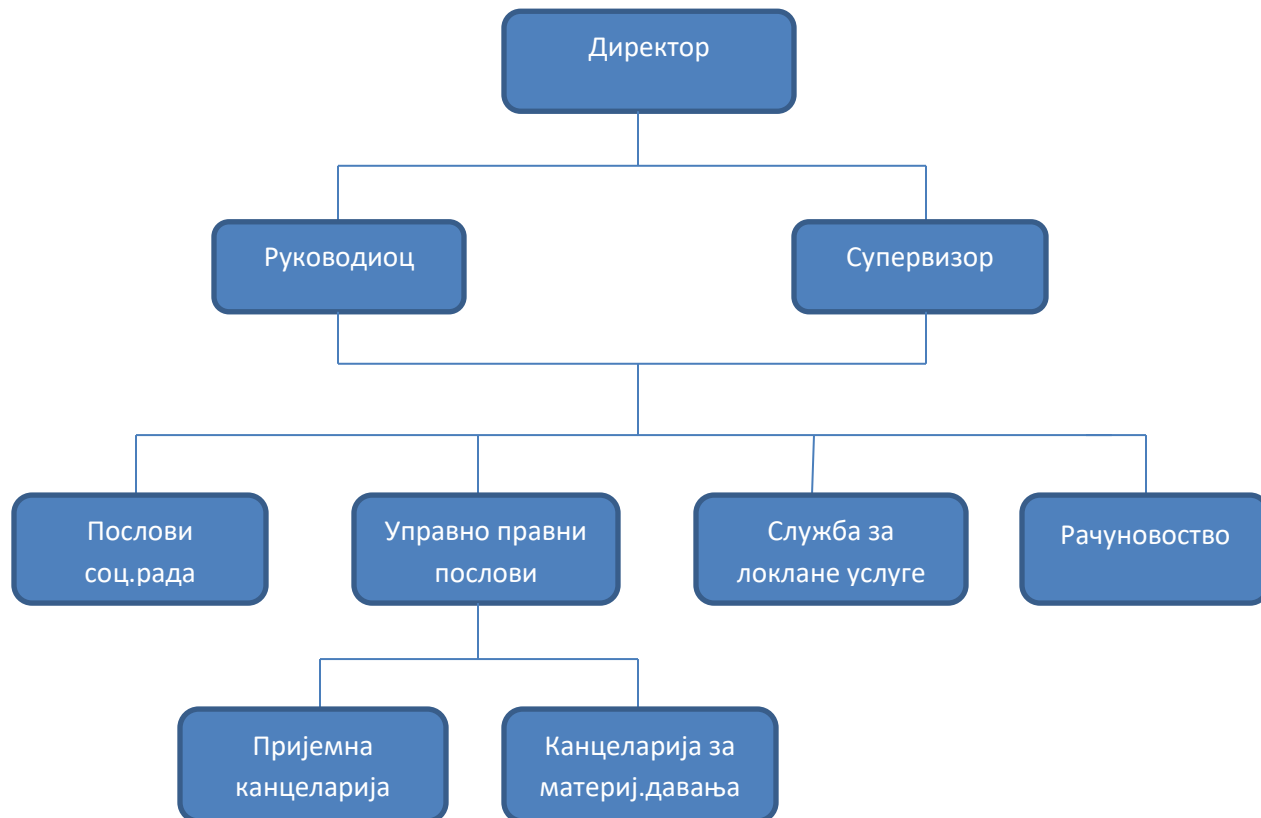 Директор
Руководиоц
Супервизор
Послови
соц.рада
Управно правни
послови
Служба за
локлане услуге
Рачуновоство
Пријемна
канцеларија
Канцеларија за
материј.давања